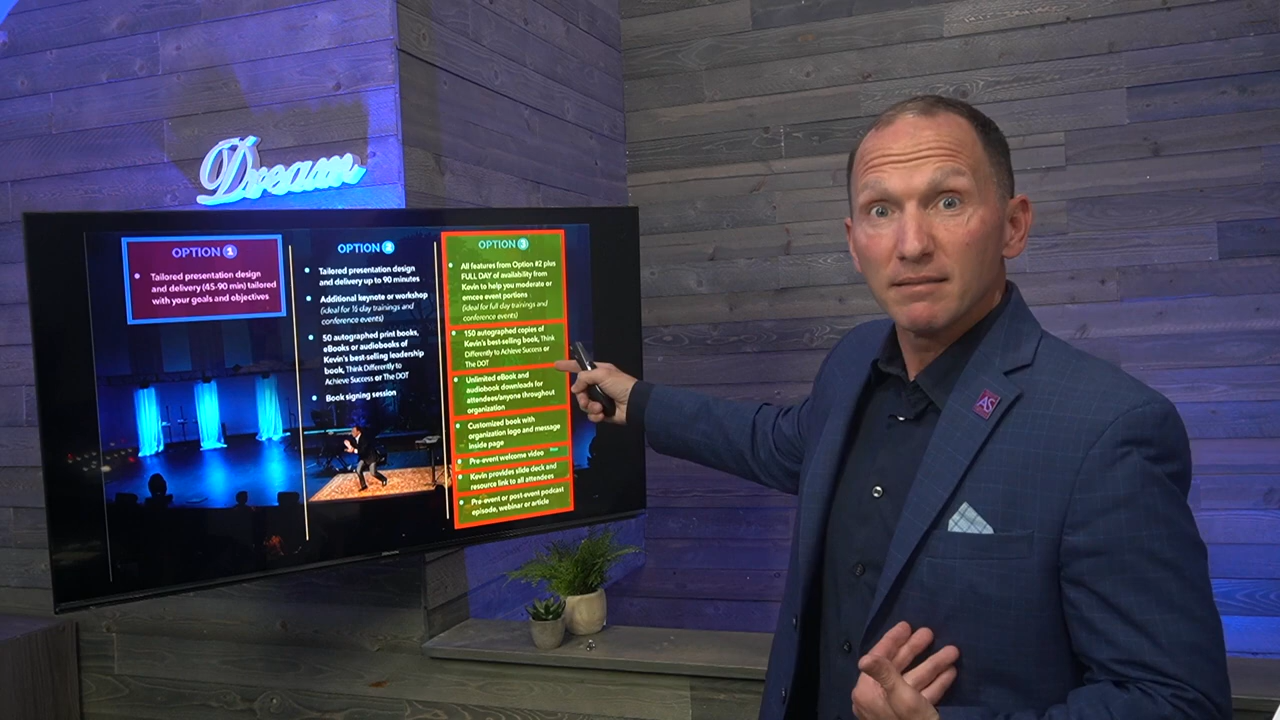 Dream
OPTION 1
• Tailored presentation design
and delivery (45-90 min) tailored
with your goals and objectives
OPTION 2
• Tailored presentation design
and delivery up to 90 minutes
• Additional keynote or workshop
(ideal for ½ day trainings and
conference events)
• 50 autographed print books,
eBooks or audiobooks of
Kevin's best-selling leadership
book, Think Differently to
Achieve Success or The DOT
• Book signing session
OPTION 3
• All features from Option #2 plus
FULL DAY of availability from
Kevin to help you moderate or
emcee event portions
(ideal for full day trainings and
conference events)
• 150 autographed copies of
Kevin's best-selling book, Think
Differently to Achieve Success or
The DOT
• Unlimited eBook and
audiobook downloads for
attendees/anyone throughout
organization
• Customized book with
organization logo and message
inside page
• Pre-event welcome video
• Kevin provides slide deck and
resource link to all attendees
• Pre-event or post-event podcast
episode, webinar or article
AS